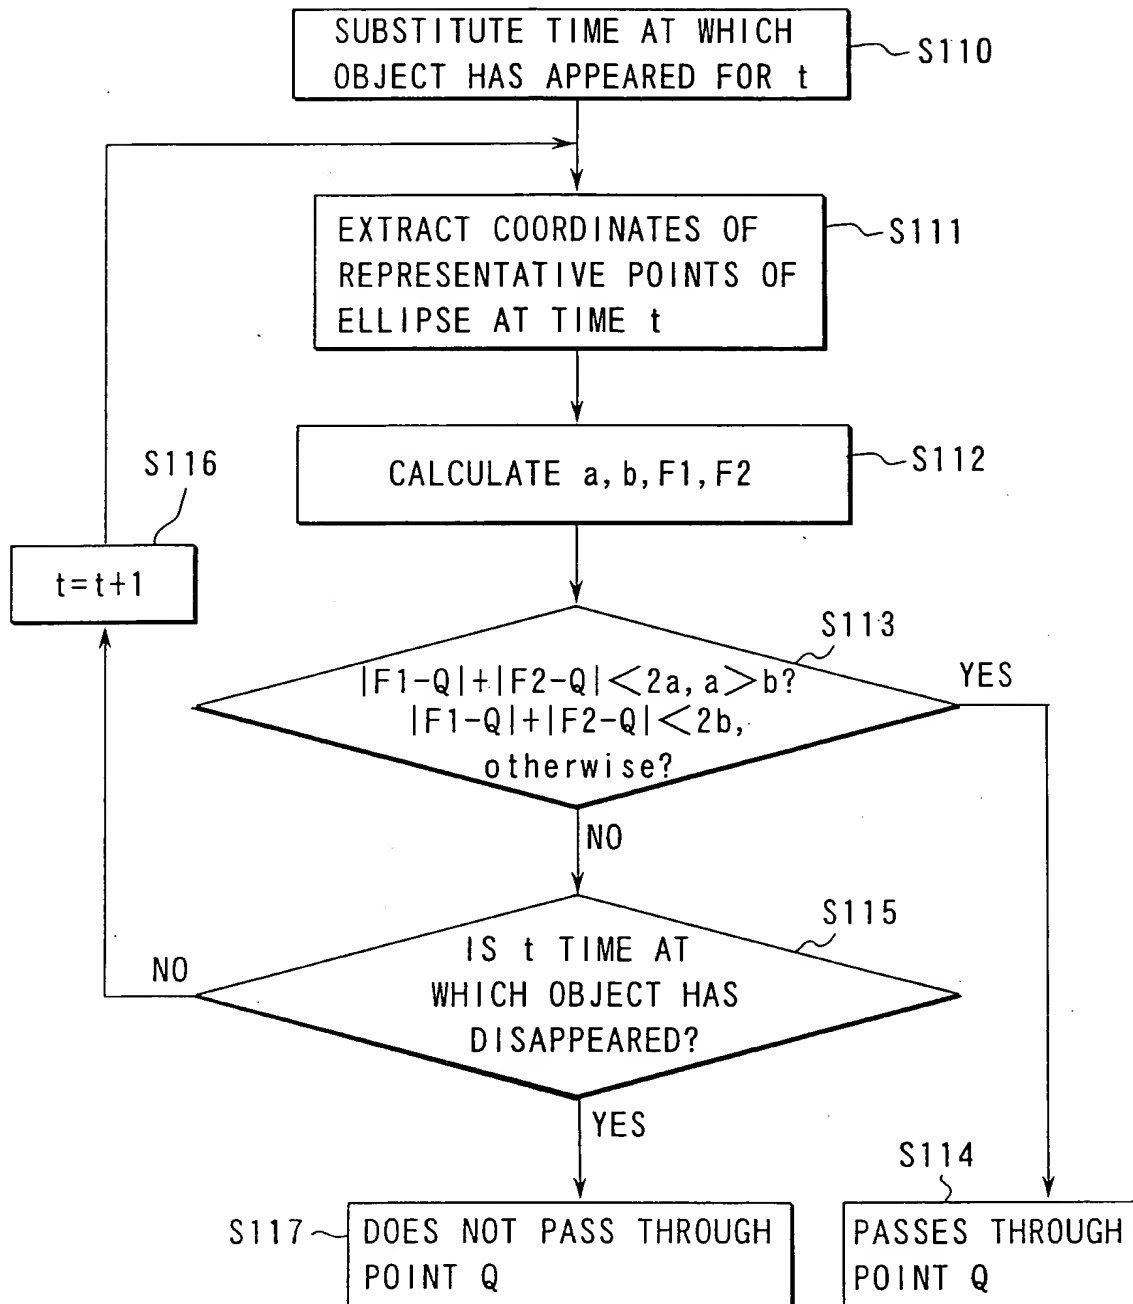 SUBSTITUTE TIME AT WHICH
OBJECT HAS APPEARED FOR t
S110
EXTRACT COORDINATES OF
REPRESENTATIVE POINTS OF
ELLIPSE AT TIME t
S111
CALCULATE a, b, F1, F2
S112
S116
t=t+1
S113
|F1-Q|+|F2-Q|<2a, a>b?
|F1-Q|+|F2-Q|<2b,
otherwise?
YES
NO
S115
IS t TIME AT
WHICH OBJECT HAS
DISAPPEARED?
NO
YES
S114
S117
DOES NOT PASS THROUGH
POINT Q
PASSES THROUGH
POINT Q